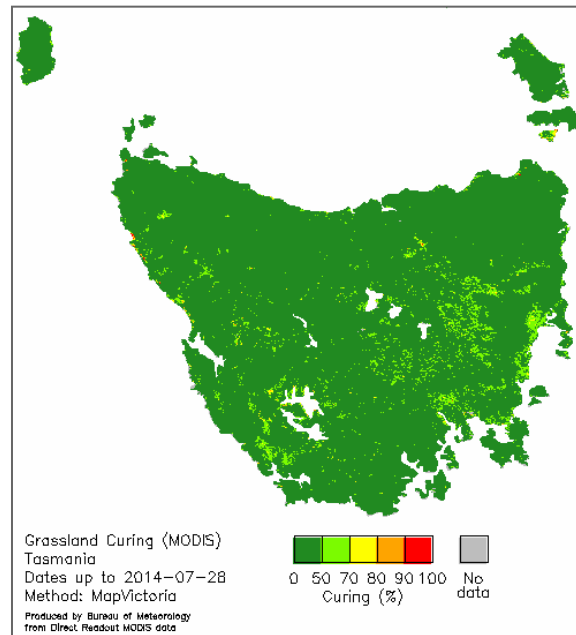 Grassland Curing (MODIS)
Tasmania
Dates up to 2014-07-28
Method: MapVictoria
Produced by Bureau of Meteorology
from Direct Readout MODIS data
0 50 70 80 90 100
Curing (%)
No
data